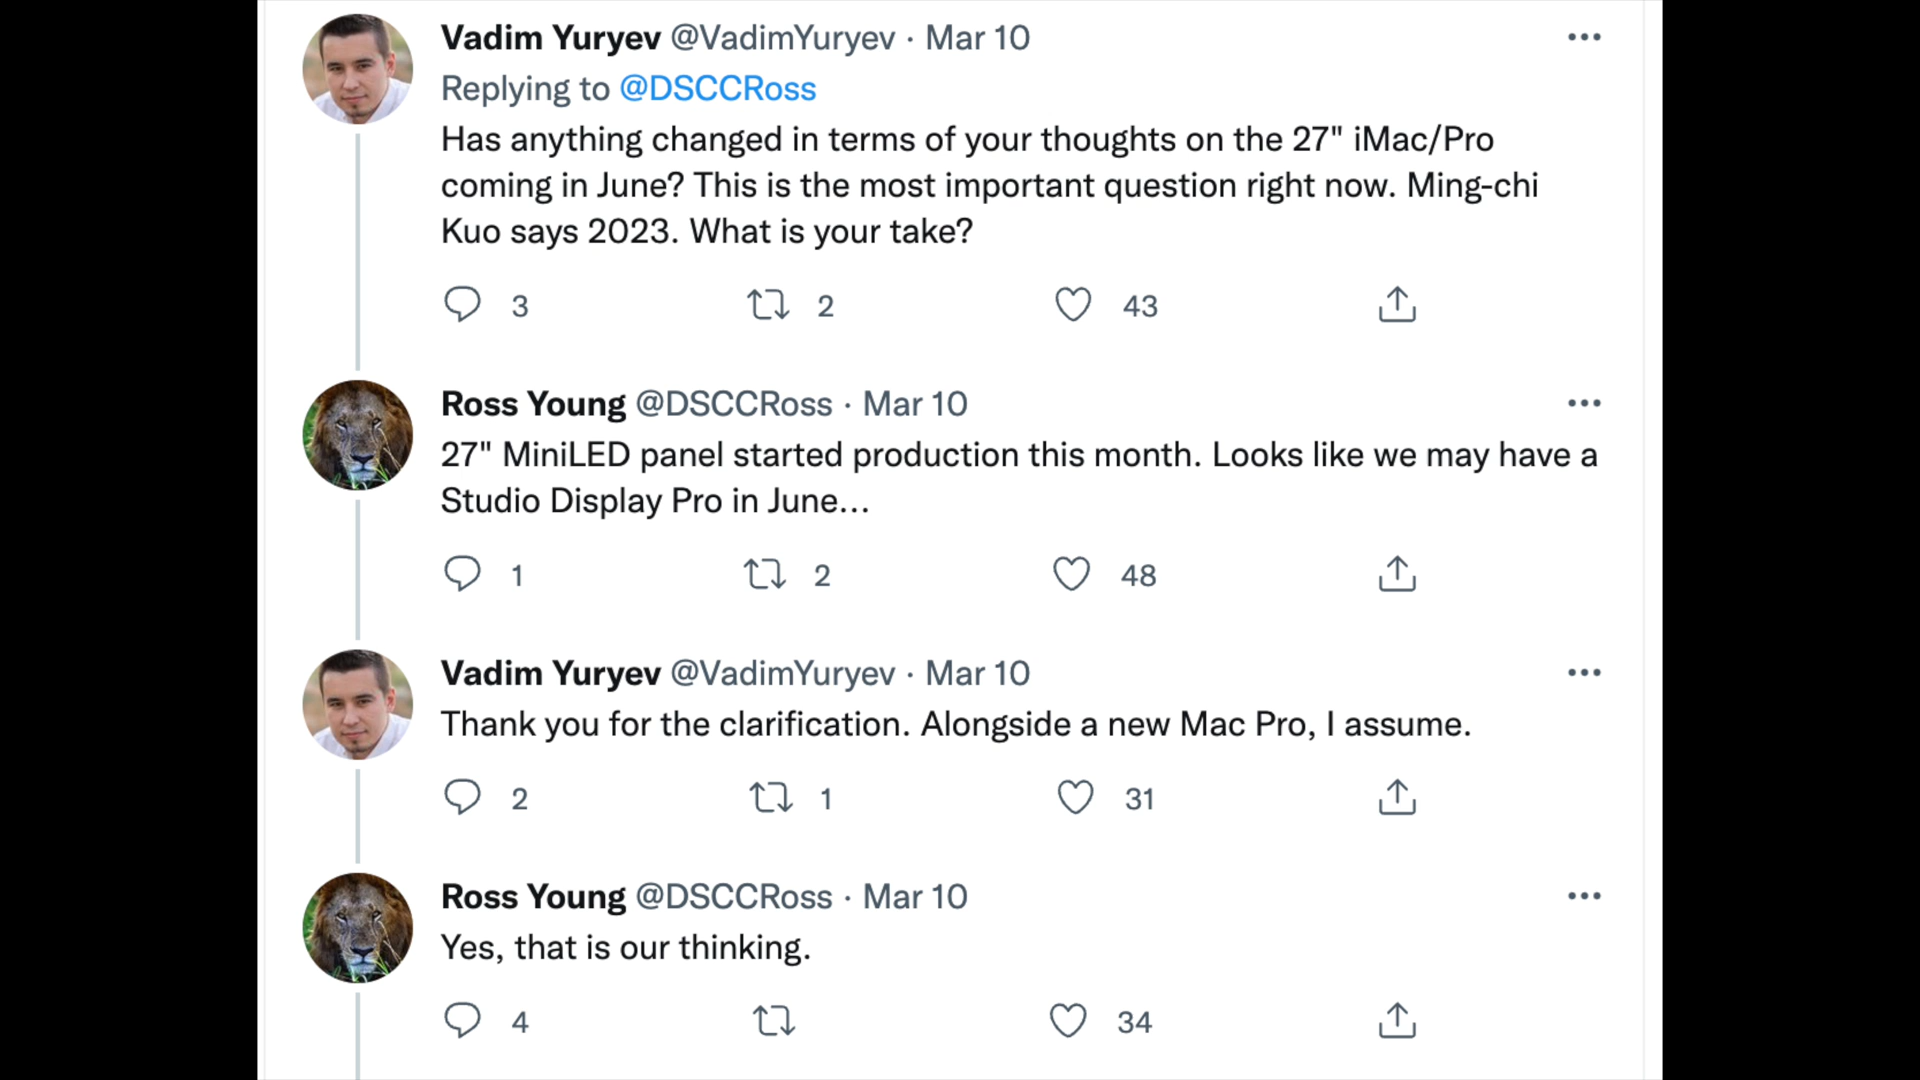 Vadim Yuryev @VadimYuryev · Mar 10
Replying to @DSCCRoss
Has anything changed in terms of your thoughts on the 27" iMac/Pro
coming in June? This is the most important question right now. Ming-chi
Kuo says 2023. What is your take?
3 2 43
Ross Young @DSCCRoss · Mar 10
27" MiniLED panel started production this month. Looks like we may have a
Studio Display Pro in June...
1 2 48
Vadim Yuryev @VadimYuryev · Mar 10
Thank you for the clarification. Alongside a new Mac Pro, I assume.
2 1 31
Ross Young @DSCCRoss · Mar 10
Yes, that is our thinking.
4 34